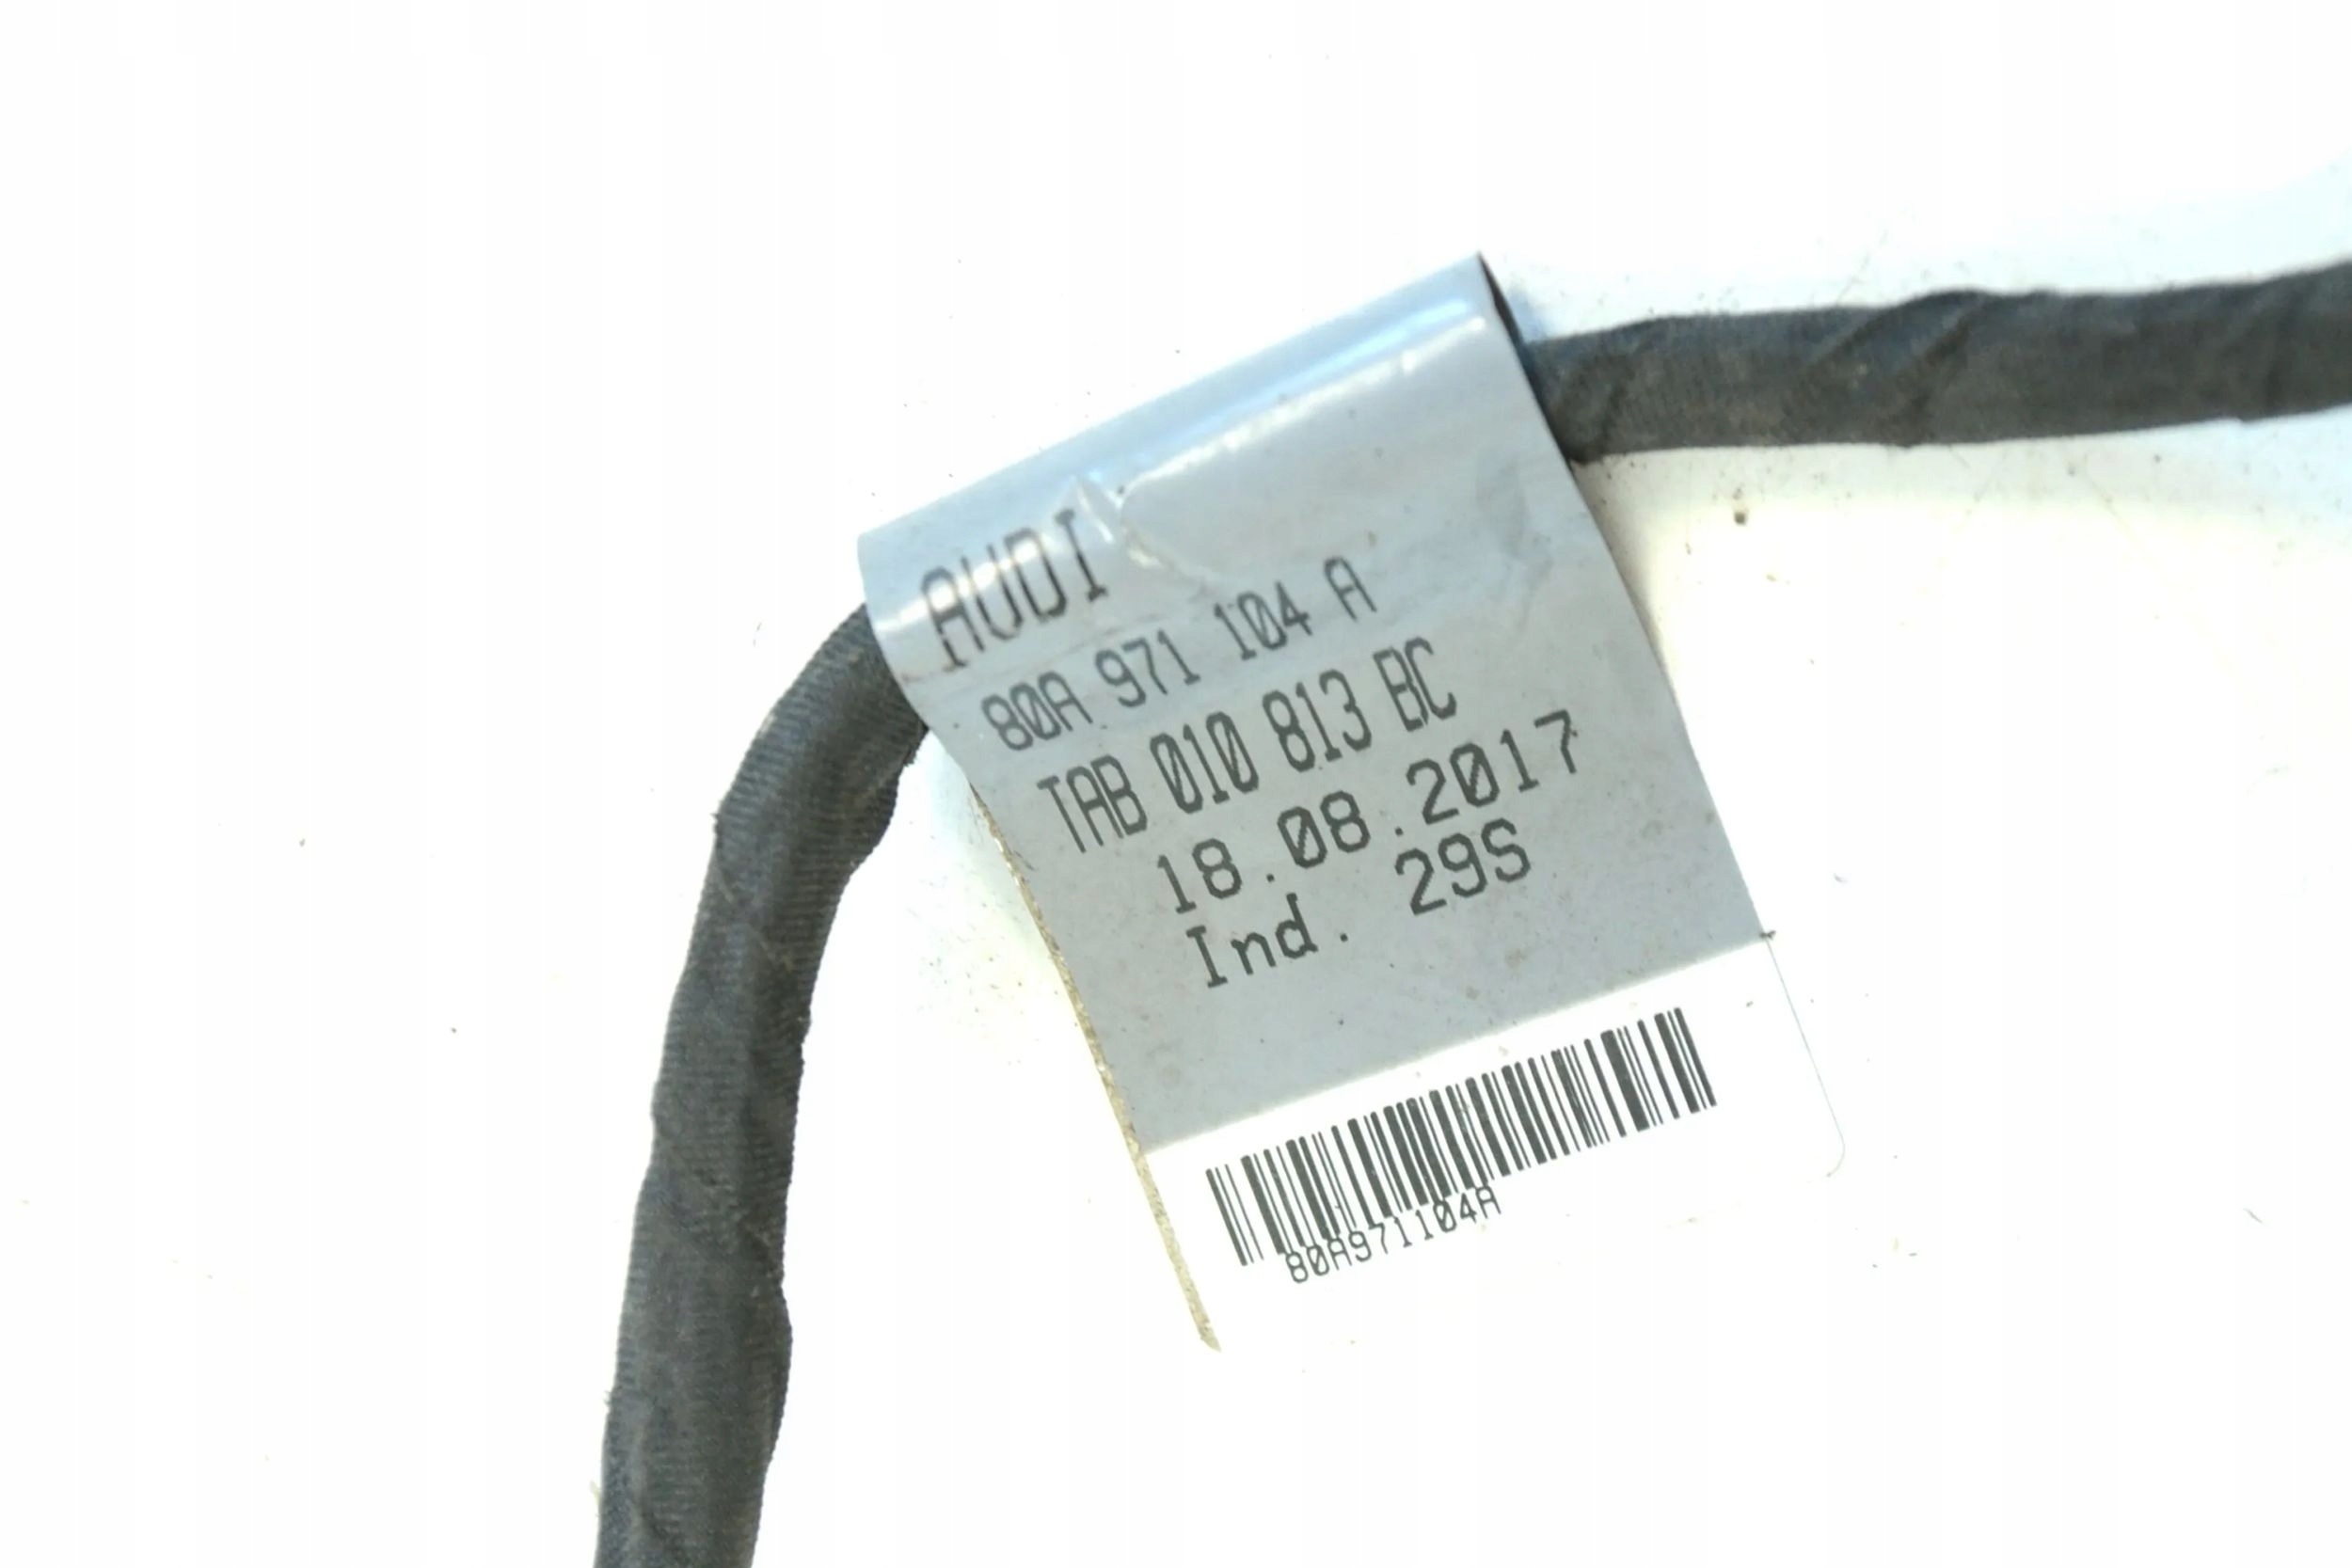 AUDI
80A 971 104 A
TAB 010 813 BC
18.08.2017
Ind. 29S
80A971104A